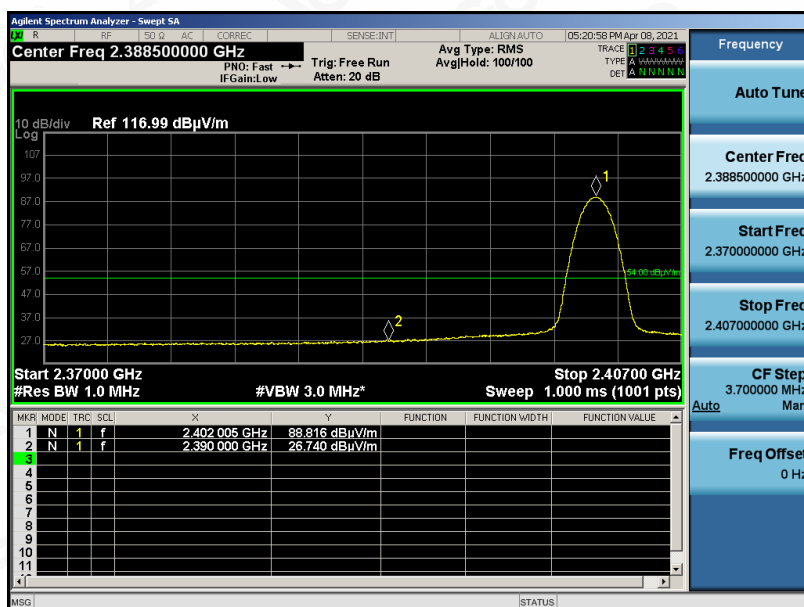 Agilent Spectrum Analyzer - Swept SA
LXI R RF 50 Ω AC CORREC SENSE:INT ALIGN AUTO 05:20:58 PM Apr 08, 2021
Center Freq 2.388500000 GHz
PNO: Fast
IFGain:Low
Trig: Free Run
Atten: 20 dB
Avg Type: RMS
Avg|Hold: 100/100
TRACE 1 2 3 4 5 6
TYPE A WWWWW
DET A N N N N N
10 dB/div Ref 116.99 dBµV/m
Log
107
97.0
87.0
77.0
67.0
57.0
47.0
37.0
27.0
1
54.00 dBµV/m
2
Start 2.37000 GHz Stop 2.40700 GHz
#Res BW 1.0 MHz #VBW 3.0 MHz* Sweep 1.000 ms (1001 pts)
MKR MODE TRC SCL X Y FUNCTION FUNCTION WIDTH FUNCTION VALUE
1 N 1 f 2.402 005 GHz 88.816 dBµV/m
2 N 1 f 2.390 000 GHz 26.740 dBµV/m
3
4
5
6
7
8
9
10
11
MSG STATUS
Frequency
Auto Tune
Center Freq
2.388500000 GHz
Start Freq
2.370000000 GHz
Stop Freq
2.407000000 GHz
CF Step
3.700000 MHz
Auto Man
Freq Offset
0 Hz